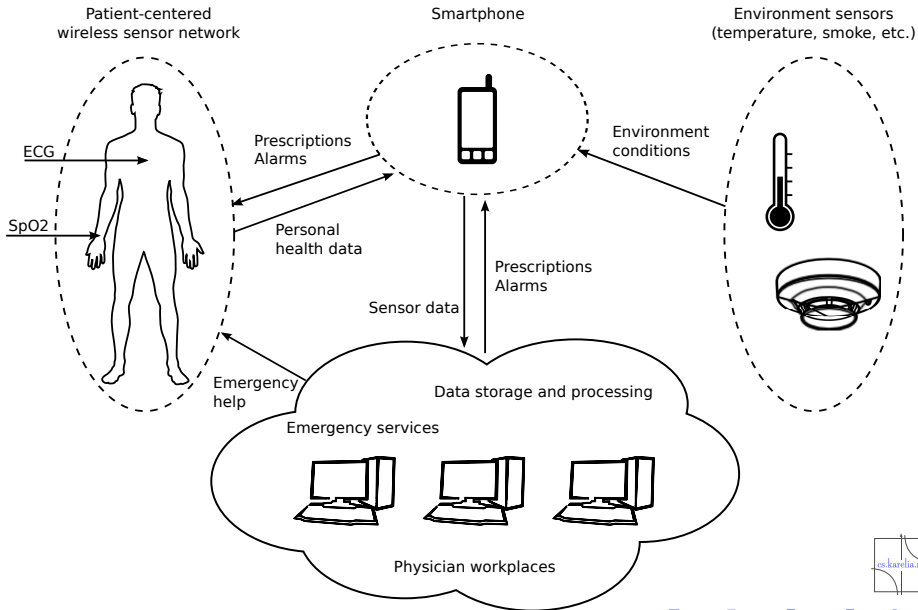 Patient-centered
wireless sensor network
Smartphone
Environment sensors
(temperature, smoke, etc.)
ECG
SpO2
Prescriptions
Alarms
Personal
health data
Environment
conditions
Sensor data
Prescriptions
Alarms
Emergency
help
Data storage and processing
Emergency services
Physician workplaces